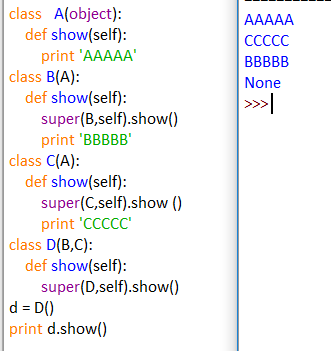 class   A(object):
    def show(self):
        print 'AAAAA'
class B(A):
    def show(self):
        super(B,self).show()
        print 'BBBBB'
class C(A):
    def show(self):
        super(C,self).show ()
        print 'CCCCC'
class D(B,C):
    def show(self):
        super(D,self).show()
d = D()
print d.show()
AAAAA
CCCCC
BBBBB
None
>>>